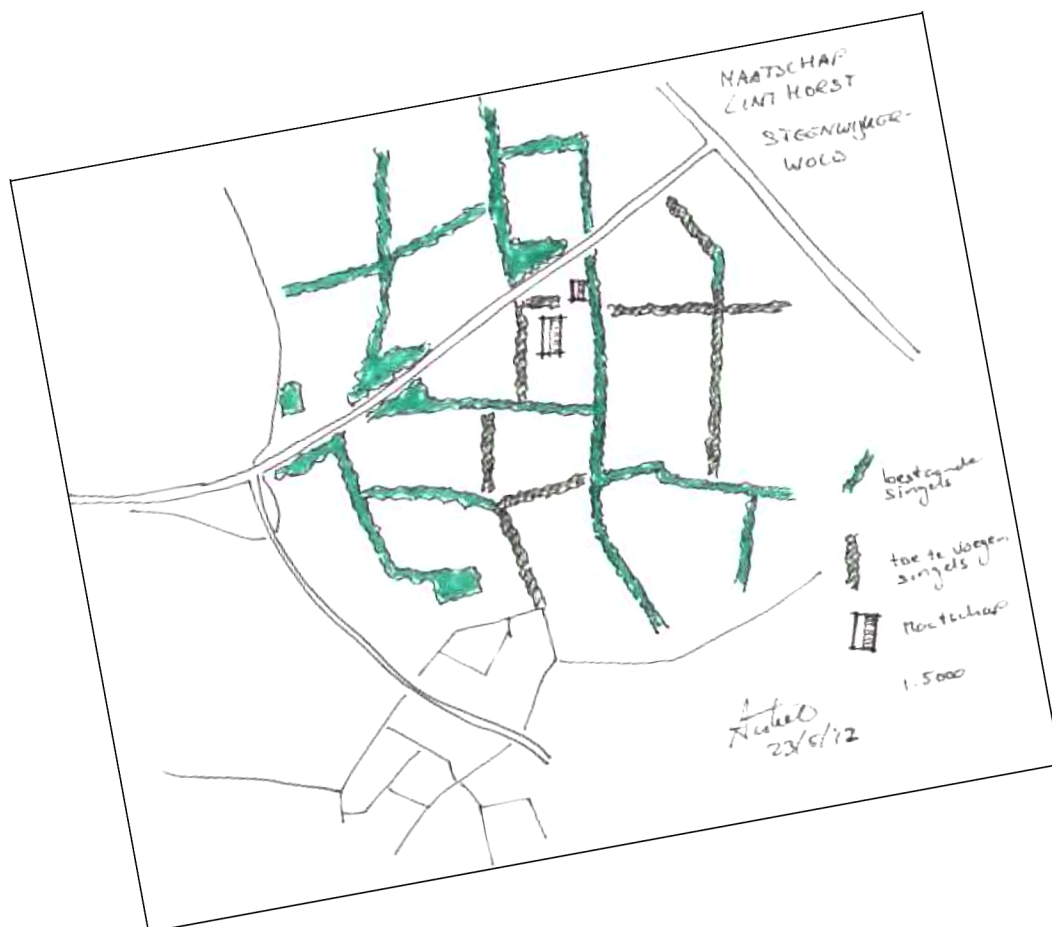 MAATSCHAP
LINTHORST
STEENWIJKER-
WOLD
bestaande
singels
toe te voegen
singels
Maatschap
1:5000
23/5/12